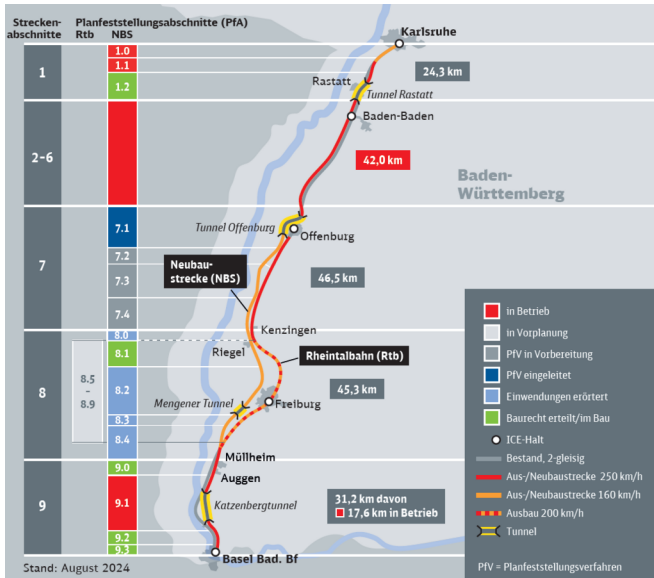 Strecken-
abschnitte
Planfeststellungsabschnitte (PfA)
Rtb
NBS
1
1.0
1.1
1.2
2-6
7
7.1
7.2
7.3
7.4
8
8.0
8.1
8.2
8.3
8.4
8.5
–
8.9
9
9.0
9.1
9.2
9.3
Karlsruhe
24,3 km
Rastatt
Tunnel Rastatt
Baden-Baden
42,0 km
Baden-
Württemberg
Tunnel Offenburg
Offenburg
Neubau-
strecke (NBS)
46,5 km
Kenzingen
Riegel
Rheintalbahn (Rtb)
45,3 km
Mengener Tunnel
Freiburg
Müllheim
Auggen
Katzenbergtunnel
31,2 km davon
17,6 km in Betrieb
Basel Bad. Bf
in Betrieb
in Vorplanung
PfV in Vorbereitung
PfV eingeleitet
Einwendungen erörtert
Baurecht erteilt/im Bau
ICE-Halt
Bestand, 2-gleisig
Aus-/Neubaustrecke 250 km/h
Aus-/Neubaustrecke 160 km/h
Ausbau 200 km/h
Tunnel
PfV = Planfeststellungsverfahren
Stand: August 2024